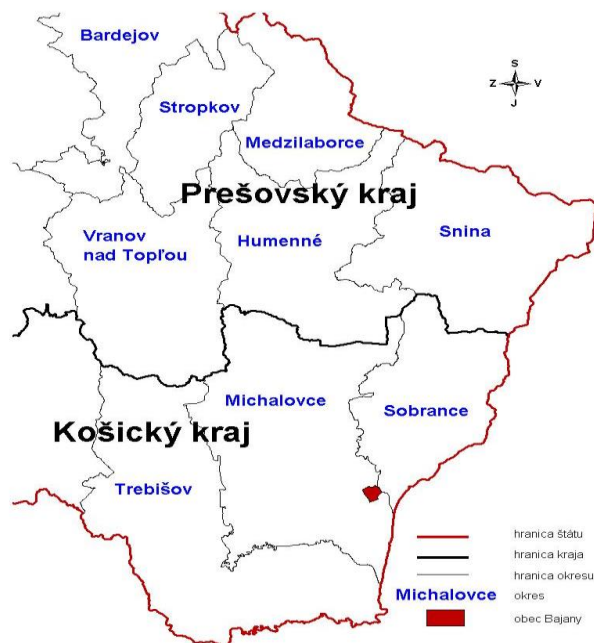 Bardejov
S
Z V
J
Stropkov
Medzilaborce
Prešovský kraj
Vranov
nad Topľou
Humenné
Snina
Michalovce
Sobrance
Košický kraj
Trebišov
hranica štátu
hranica kraja
hranica okresu
Michalovce okres
obec Bajany